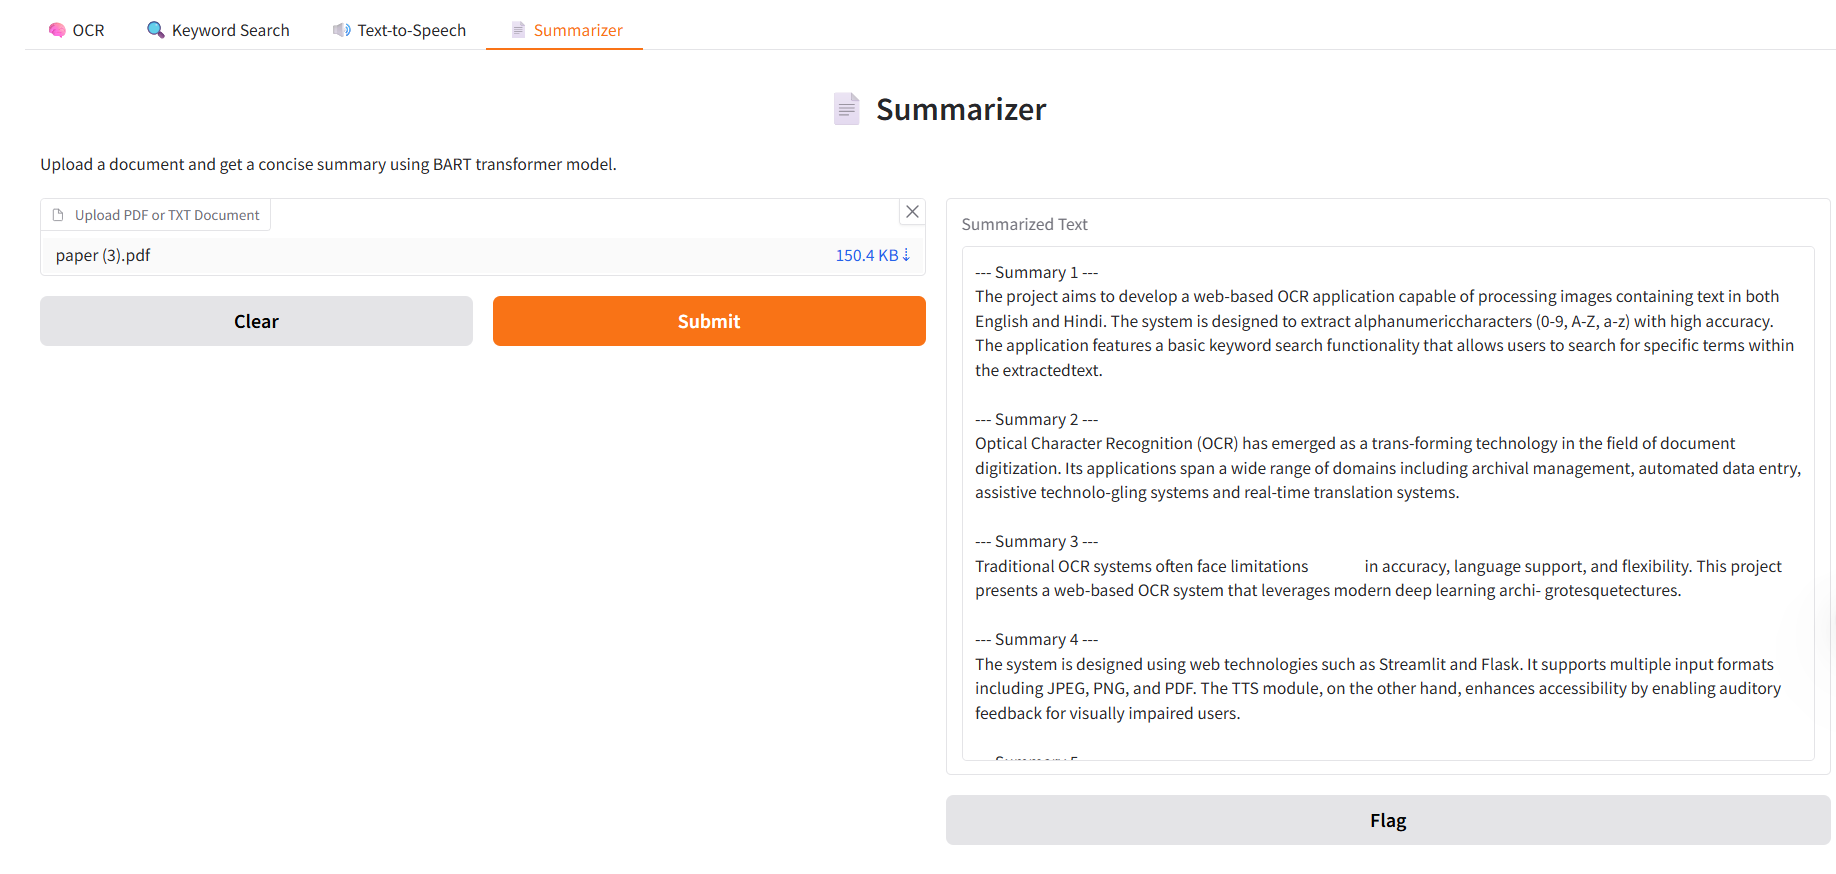 OCR
Keyword Search
Text-to-Speech
Summarizer
Summarizer
Upload a document and get a concise summary using BART transformer model.
Upload PDF or TXT Document
paper (3).pdf
150.4 KB ⇣
Clear
Submit
Summarized Text
--- Summary 1 ---
The project aims to develop a web-based OCR application capable of processing images containing text in both
English and Hindi. The system is designed to extract alphanumericcharacters (0-9, A-Z, a-z) with high accuracy.
The application features a basic keyword search functionality that allows users to search for specific terms within
the extractedtext.
--- Summary 2 ---
Optical Character Recognition (OCR) has emerged as a trans-forming technology in the field of document
digitization. Its applications span a wide range of domains including archival management, automated data entry,
assistive technolo-gling systems and real-time translation systems.
--- Summary 3 ---
Traditional OCR systems often face limitations in accuracy, language support, and flexibility. This project
presents a web-based OCR system that leverages modern deep learning archi- grotesquetectures.
--- Summary 4 ---
The system is designed using web technologies such as Streamlit and Flask. It supports multiple input formats
including JPEG, PNG, and PDF. The TTS module, on the other hand, enhances accessibility by enabling auditory
feedback for visually impaired users.
--- Summary 5 ---
Flag